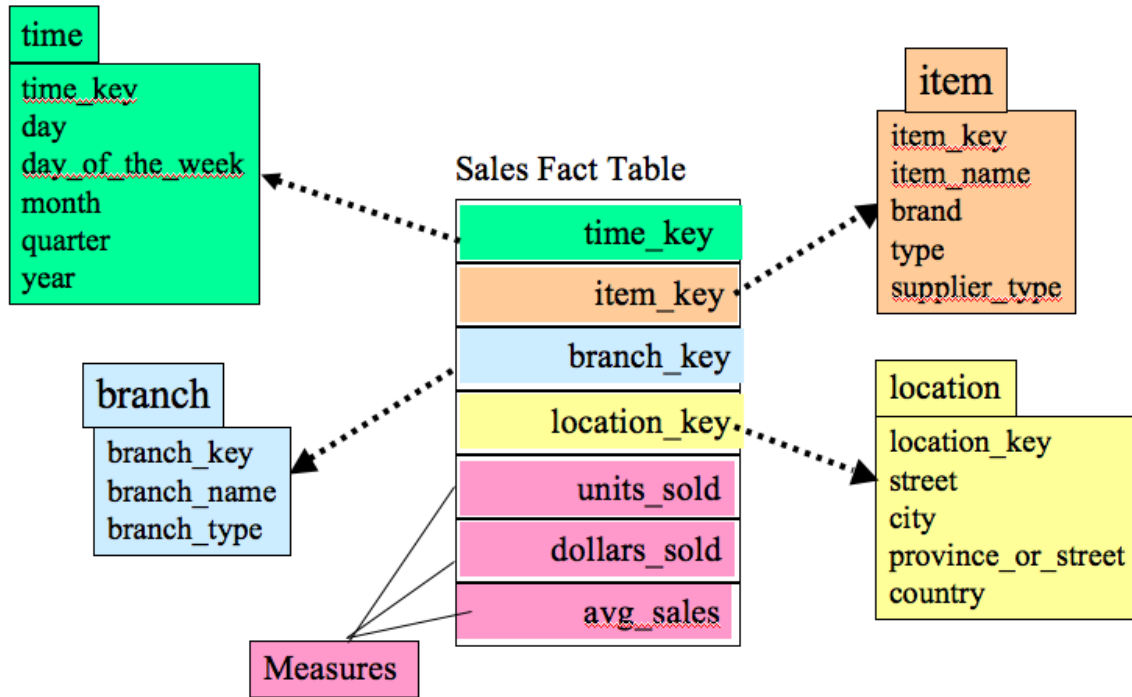 time
time_key
day
day_of_the_week
month
quarter
year
item
item_key
item_name
brand
type
supplier_type
Sales Fact Table
time_key
item_key
branch_key
location_key
units_sold
dollars_sold
avg_sales
branch
branch_key
branch_name
branch_type
location
location_key
street
city
province_or_street
country
Measures